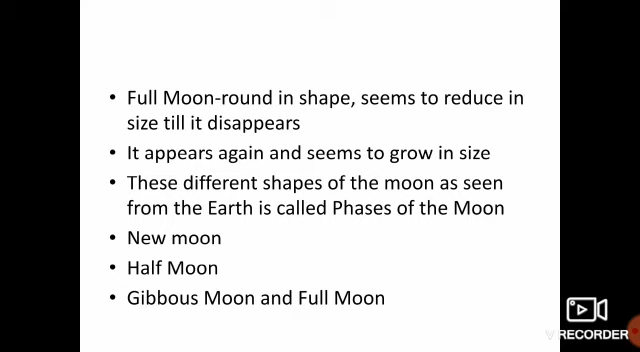 • Full Moon-round in shape, seems to reduce in
size till it disappears
• It appears again and seems to grow in size
• These different shapes of the moon as seen
from the Earth is called Phases of the Moon
• New moon
• Half Moon
• Gibbous Moon and Full Moon
V RECORDER